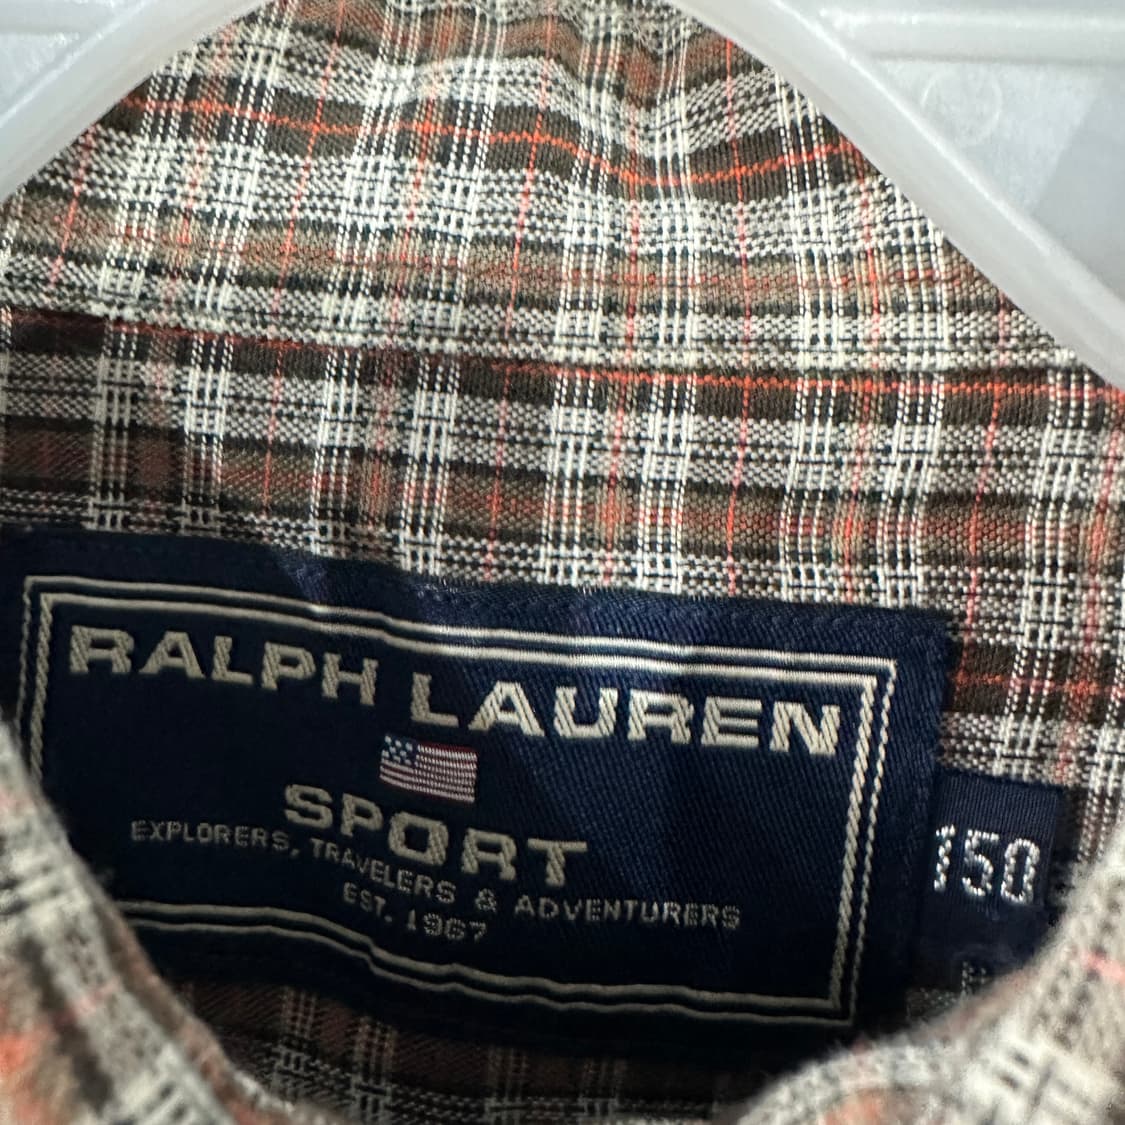 RALPH LAUREN
SPORT
EXPLORERS, TRAVELERS & ADVENTURERS
EST. 1967
150